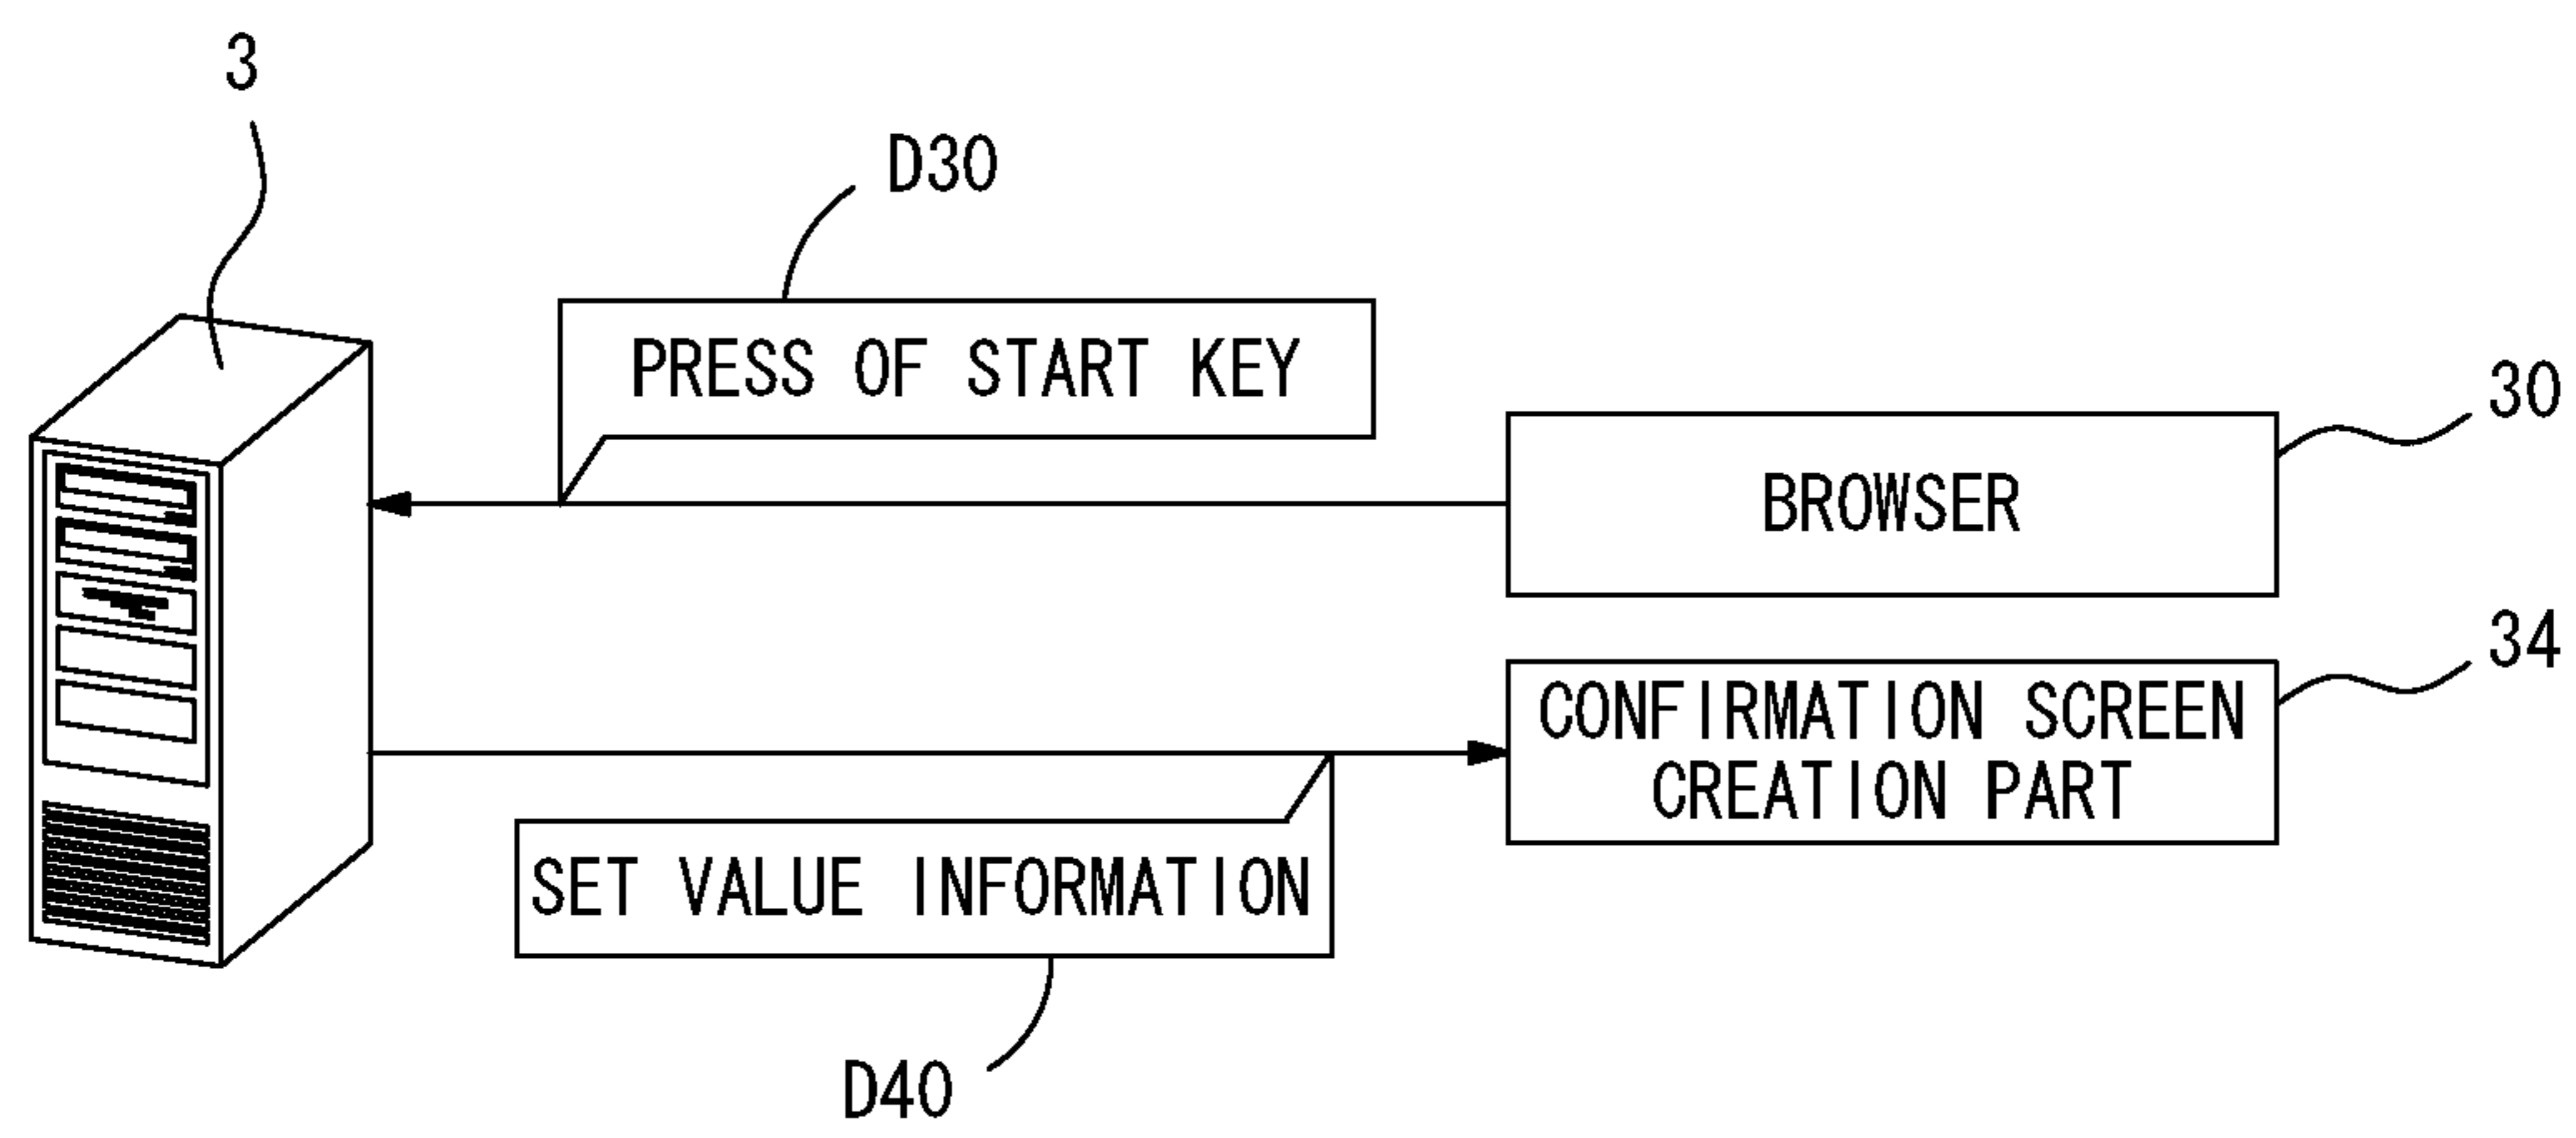 3
D30
PRESS OF START KEY
30
BROWSER
34
CONFIRMATION SCREEN
CREATION PART
SET VALUE INFORMATION
D40